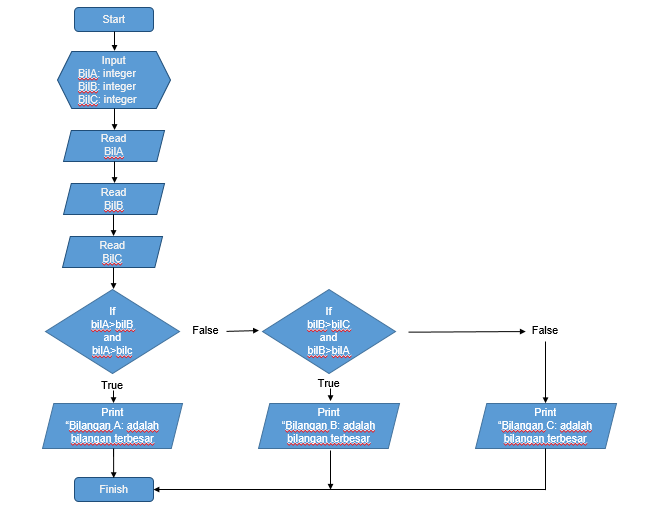 Start
Input
BilA: integer
BilB: integer
BilC: integer
Read
BilA
Read
BilB
Read
BilC
If
bilA>bilB
and
bilA>bilc
False
If
bilB>bilC
and
bilB>bilA
False
True
True
Print
“Bilangan A: adalah
bilangan terbesar
Print
“Bilangan B: adalah
bilangan terbesar
Print
“Bilangan C: adalah
bilangan terbesar
Finish